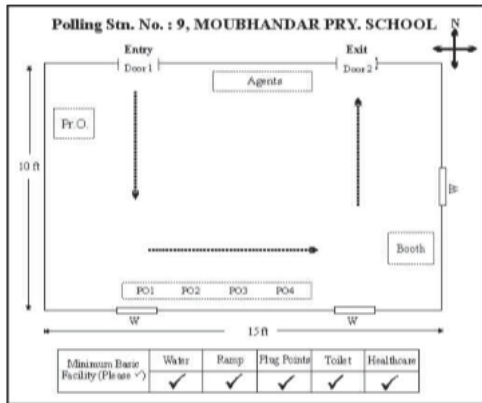 Polling Stn. No. : 9, MOUBHANDAR PRY. SCHOOL
N
Entry
Exit
Door 1
Door 2
Agents
Pr.O.
10 ft
W
Booth
PO1 PO2 PO3 PO4
W
W
15 ft
Minimum Basic Facility (Please ✓)
Water
Ramp
Plug Points
Toilet
Healthcare
✓ ✓ ✓ ✓ ✓